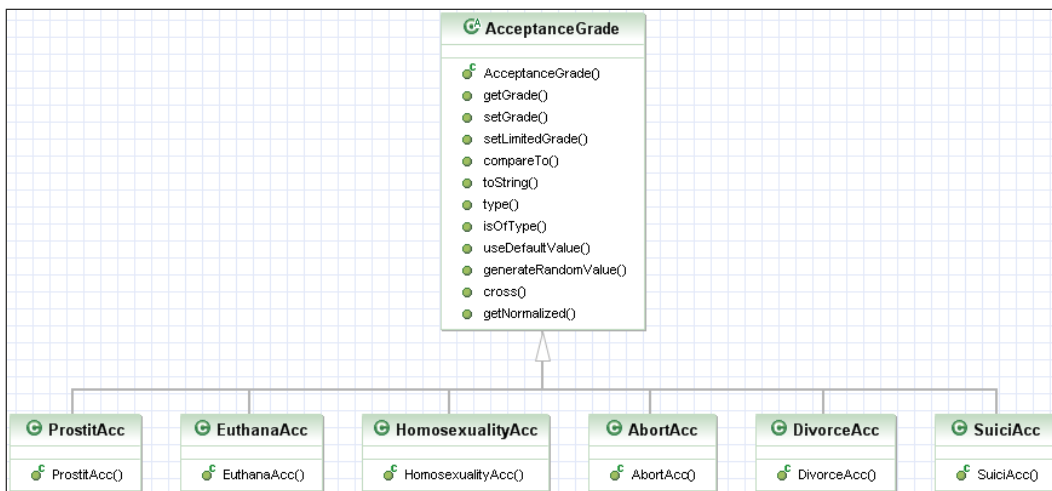 AcceptanceGrade
AcceptanceGrade()
getGrade()
setGrade()
setLimitedGrade()
compareTo()
toString()
type()
isOfType()
useDefaultValue()
generateRandomValue()
cross()
getNormalized()
ProstitAcc
EuthanaAcc
HomosexualityAcc
AbortAcc
DivorceAcc
SuiciAcc
ProstitAcc()
EuthanaAcc()
HomosexualityAcc()
AbortAcc()
DivorceAcc()
SuiciAcc()